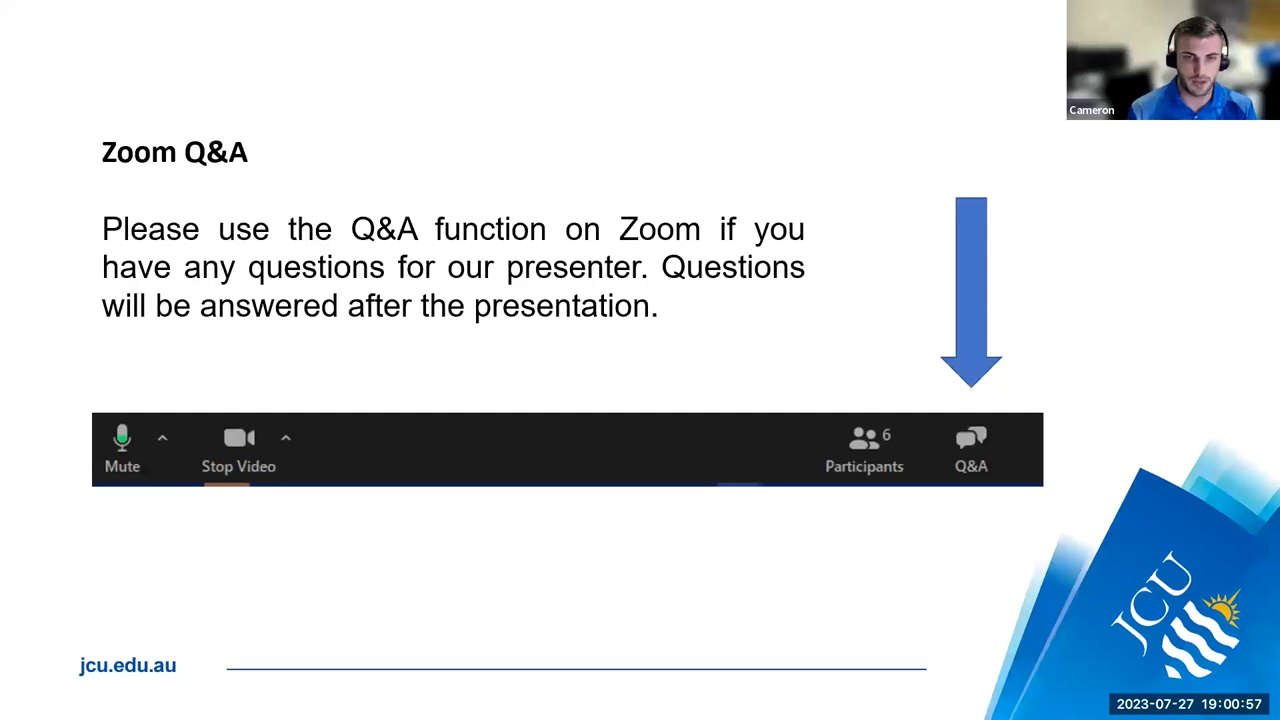 Cameron
Zoom Q&A
Please use the Q&A function on Zoom if you
have any questions for our presenter. Questions
will be answered after the presentation.
Mute
Stop Video
6
Participants
Q&A
JCU
jcu.edu.au
2023-07-27 19:00:57